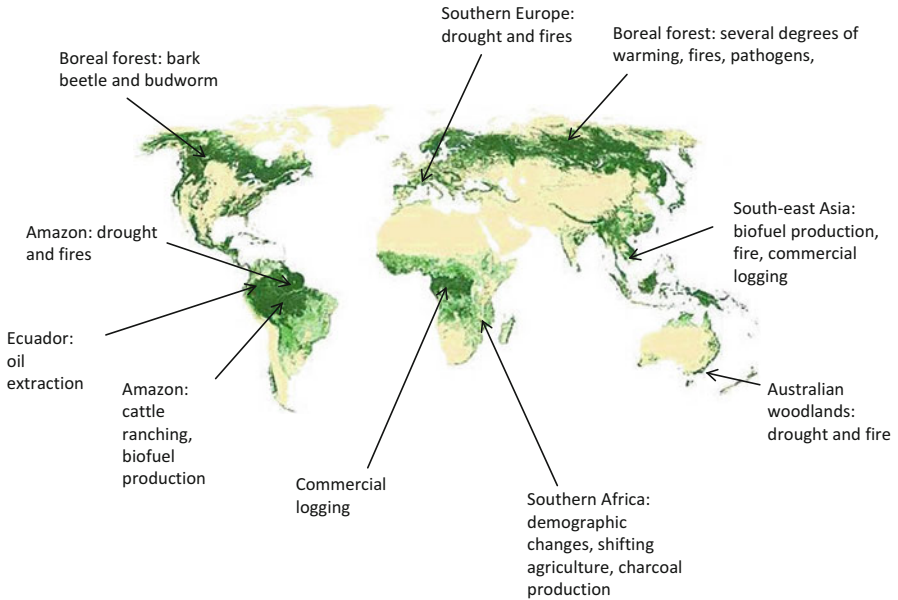 Southern Europe:
drought and fires
Boreal forest: several degrees of
warming, fires, pathogens,
Boreal forest: bark
beetle and budworm
Amazon: drought
and fires
South-east Asia:
biofuel production,
fire, commercial
logging
Ecuador:
oil
extraction
Amazon:
cattle
ranching,
biofuel
production
Australian
woodlands:
drought and fire
Commercial
logging
Southern Africa:
demographic
changes, shifting
agriculture, charcoal
production